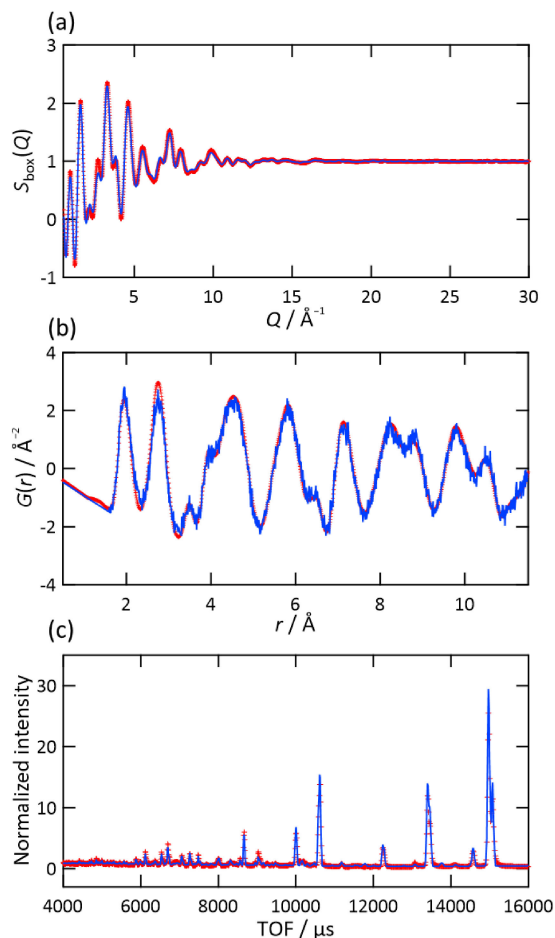 (a)
3
2
1
0
-1
S_box(Q)
5 10 15 20 25 30
Q / Å⁻¹
(b)
4
2
0
-2
-4
G(r) / Å⁻²
2 4 6 8 10
r / Å
(c)
30
20
10
0
Normalized intensity
4000 6000 8000 10000 12000 14000 16000
TOF / μs